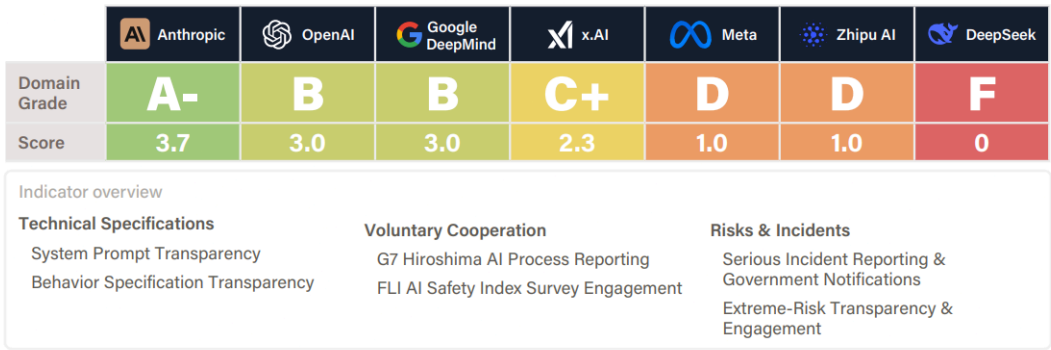 Anthropic OpenAI Google DeepMind x.AI Meta Zhipu AI DeepSeek
Domain Grade A- B B C+ D D F
Score 3.7 3.0 3.0 2.3 1.0 1.0 0
Indicator overview
Technical Specifications
System Prompt Transparency
Behavior Specification Transparency
Voluntary Cooperation
G7 Hiroshima AI Process Reporting
FLI AI Safety Index Survey Engagement
Risks & Incidents
Serious Incident Reporting &
Government Notifications
Extreme-Risk Transparency &
Engagement